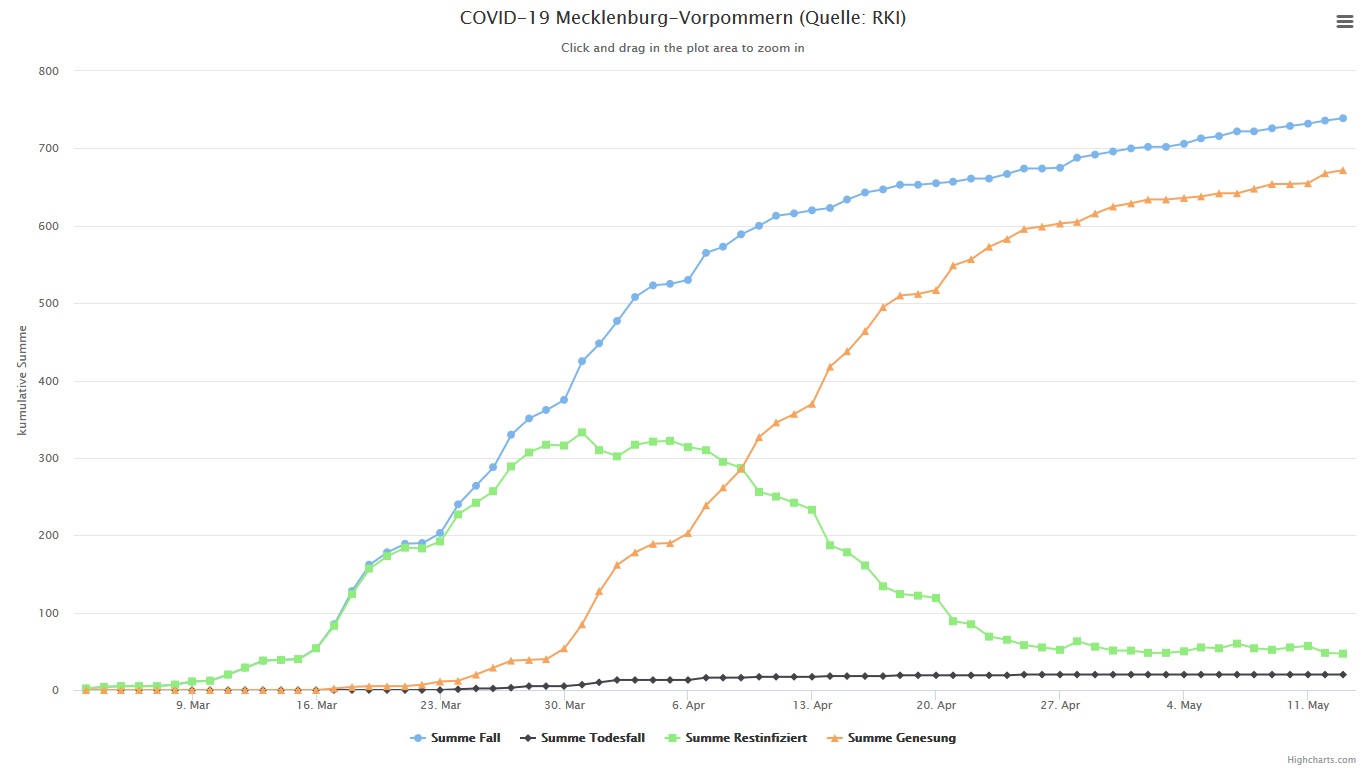 COVID-19 Mecklenburg-Vorpommern (Quelle: RKI)
Click and drag in the plot area to zoom in
kumulative Summe
800
700
600
500
400
300
200
100
0
9. Mar 16. Mar 23. Mar 30. Mar 6. Apr 13. Apr 20. Apr 27. Apr 4. May 11. May
Summe Fall Summe Todesfall Summe Restinfiziert Summe Genesung
Highcharts.com